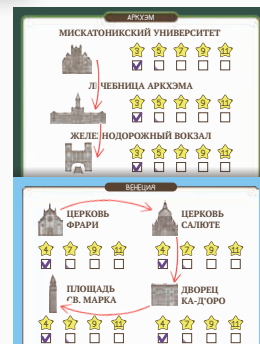 АРКХЭМ
МИСКАТОНИКСКИЙ УНИВЕРСИТЕТ
3 5 7 9 11
ЛЕЧЕБНИЦА АРКХЭМА
3 5 7 9 11
ЖЕЛЕЗНОДОРОЖНЫЙ ВОКЗАЛ
3 5 7 9 11
ВЕНЕЦИЯ
ЦЕРКОВЬ
ФРАРИ
4 7 9 11
ЦЕРКОВЬ
САЛЮТЕ
4 7 9 11
ПЛОЩАДЬ
СВ. МАРКА
4 7 9 11
ДВОРЕЦ
КА-Д'ОРО
4 7 9 11